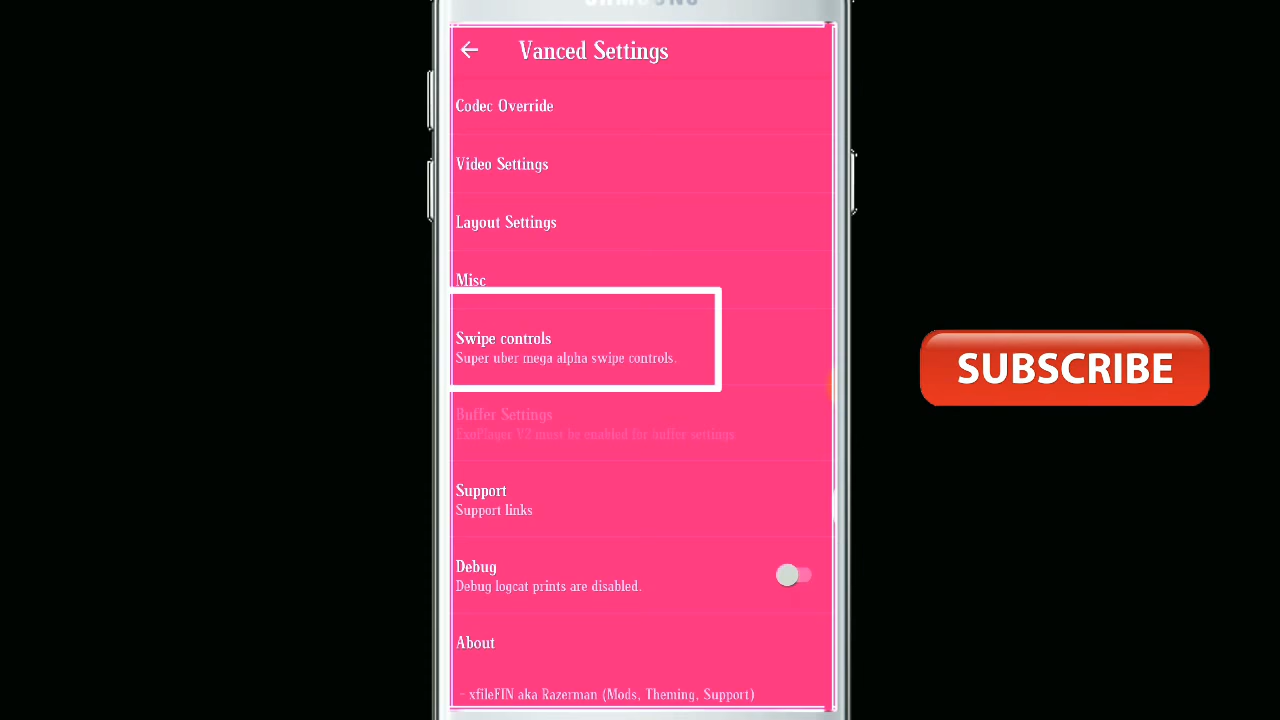 SAMSUNG
Vanced Settings
Codec Override
Video Settings
Layout Settings
Misc
Swipe controls
Super uber mega alpha swipe controls.
SUBSCRIBE
Buffer Settings
ExoPlayer V2 must be enabled for buffer settings
Support
Support links
Debug
Debug logcat prints are disabled.
About
- xfileFIN aka Razerman (Mods, Theming, Support)